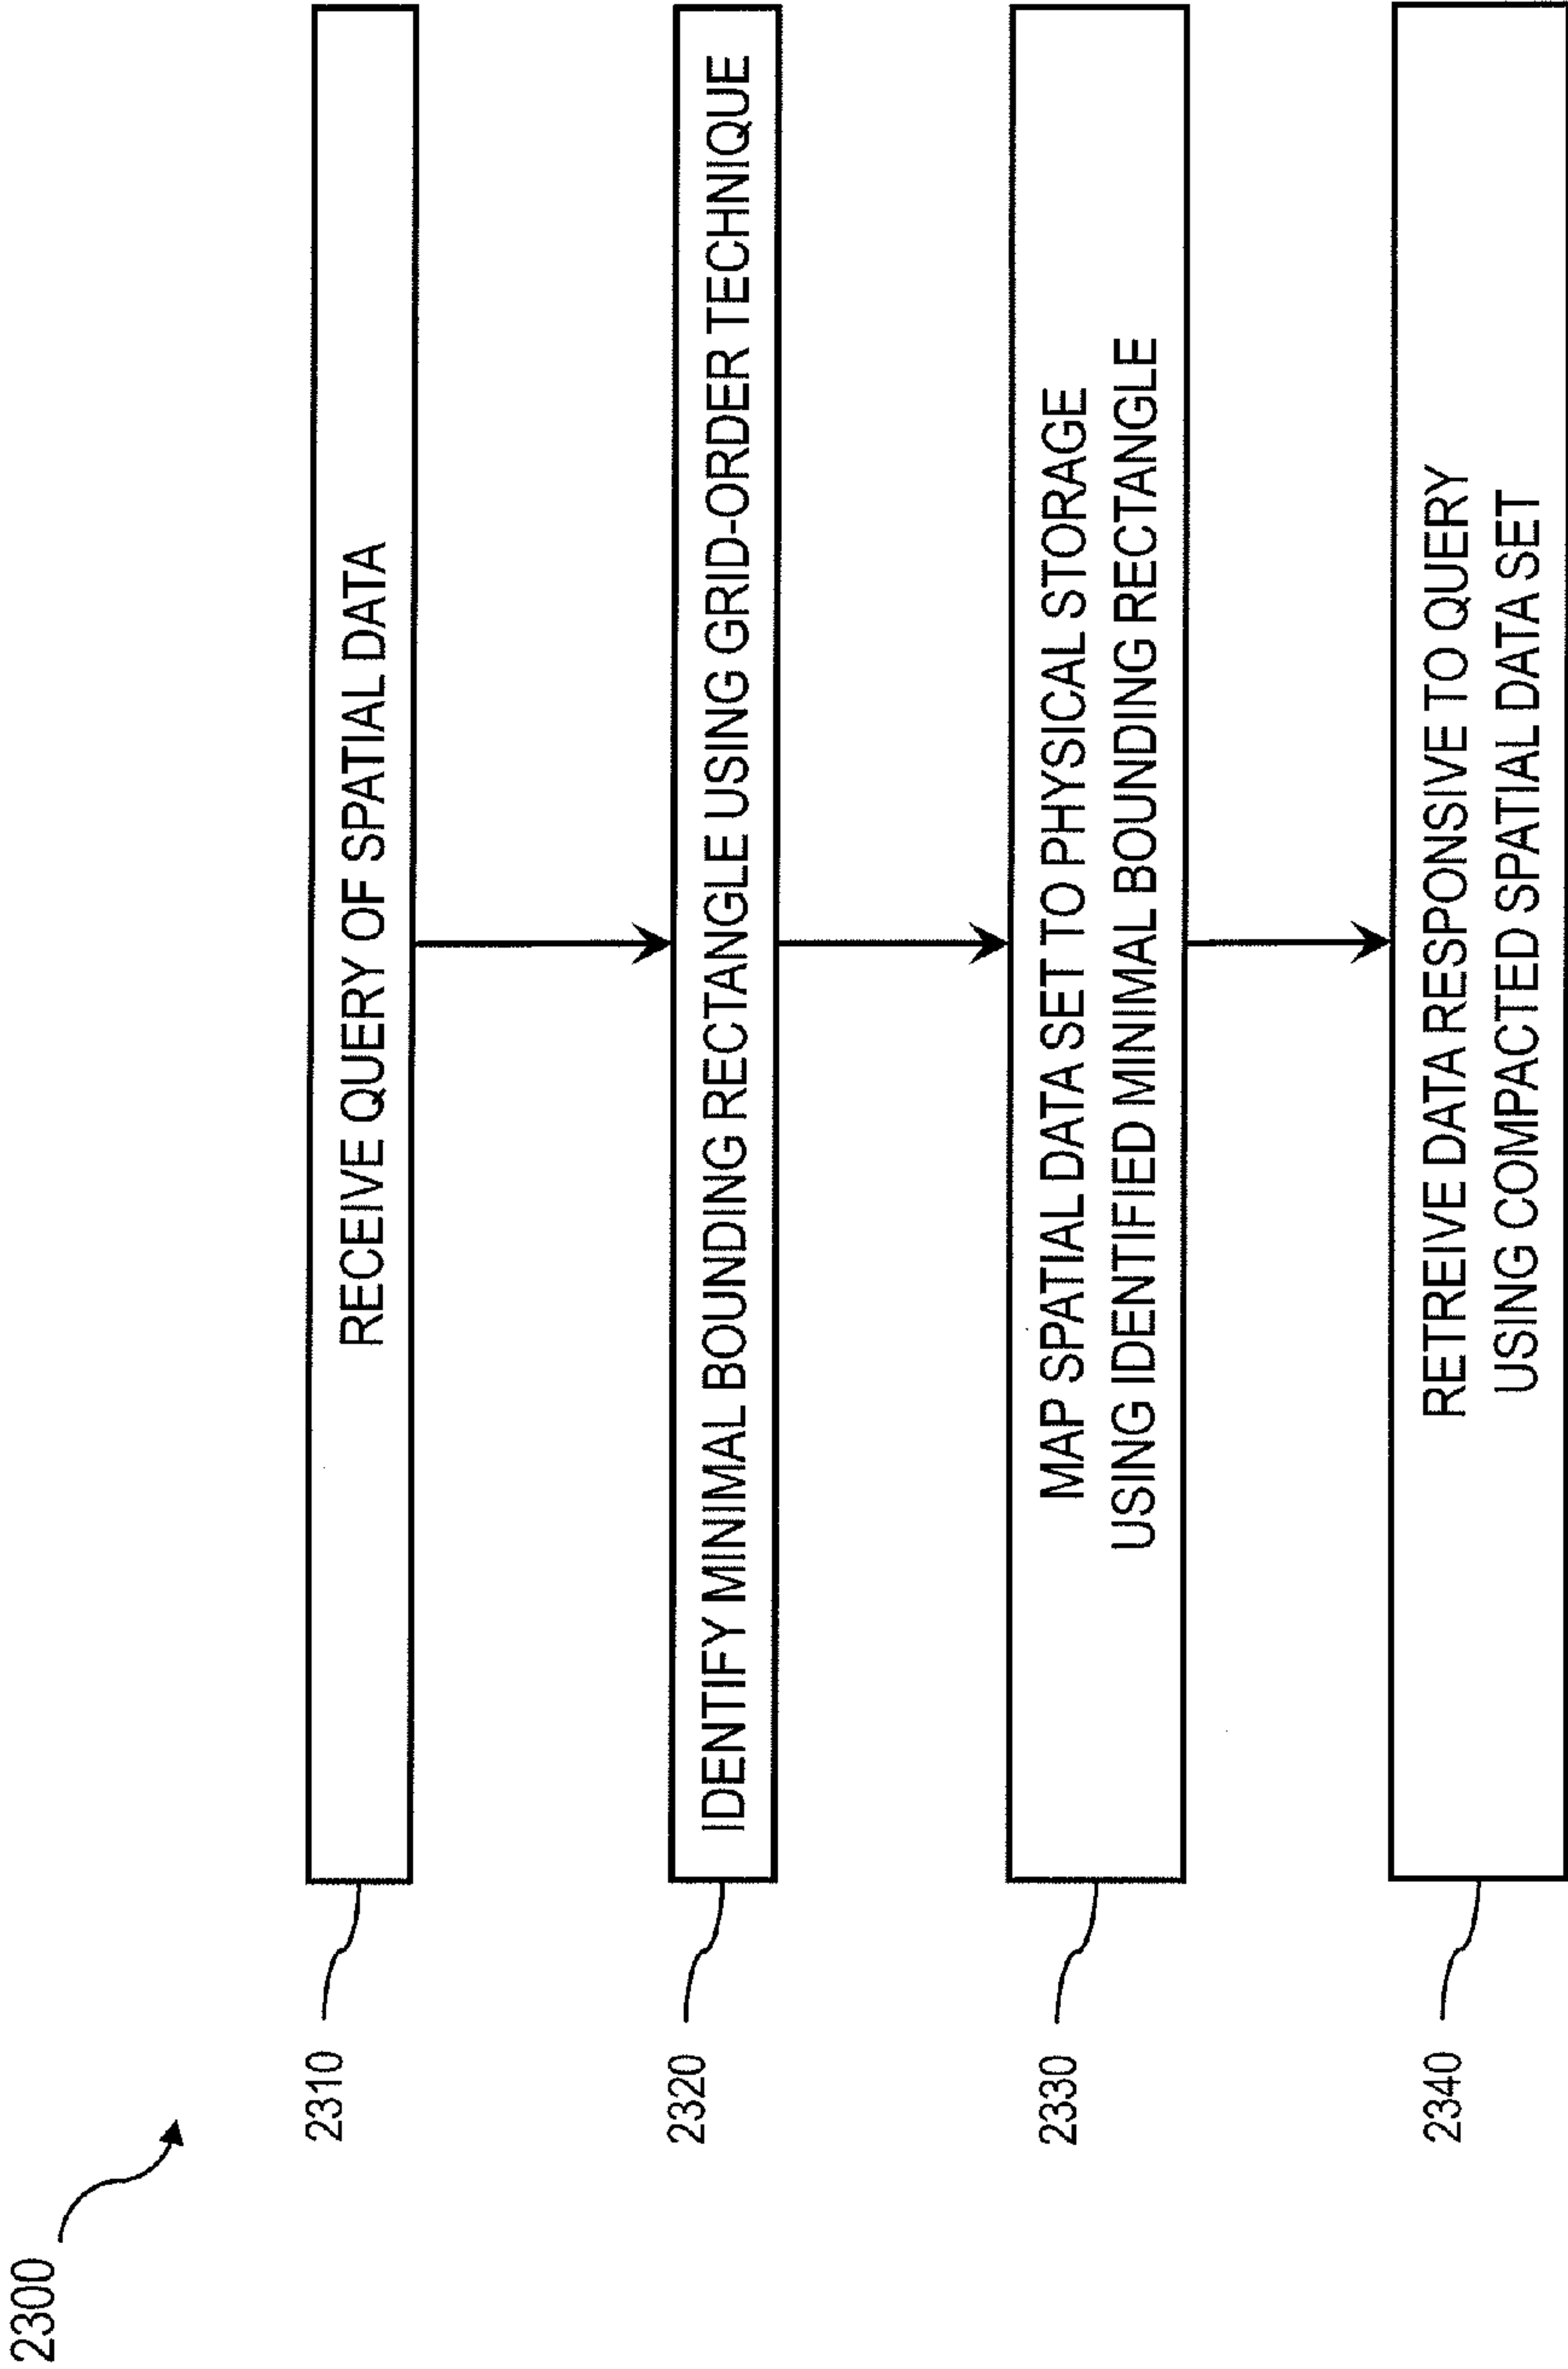 2300
2310
RECEIVE QUERY OF SPATIAL DATA
2320
IDENTIFY MINIMAL BOUNDING RECTANGLE USING GRID-ORDER TECHNIQUE
2330
MAP SPATIAL DATA SET TO PHYSICAL STORAGE
USING IDENTIFIED MINIMAL BOUNDING RECTANGLE
2340
RETREIVE DATA RESPONSIVE TO QUERY
USING COMPACTED SPATIAL DATA SET